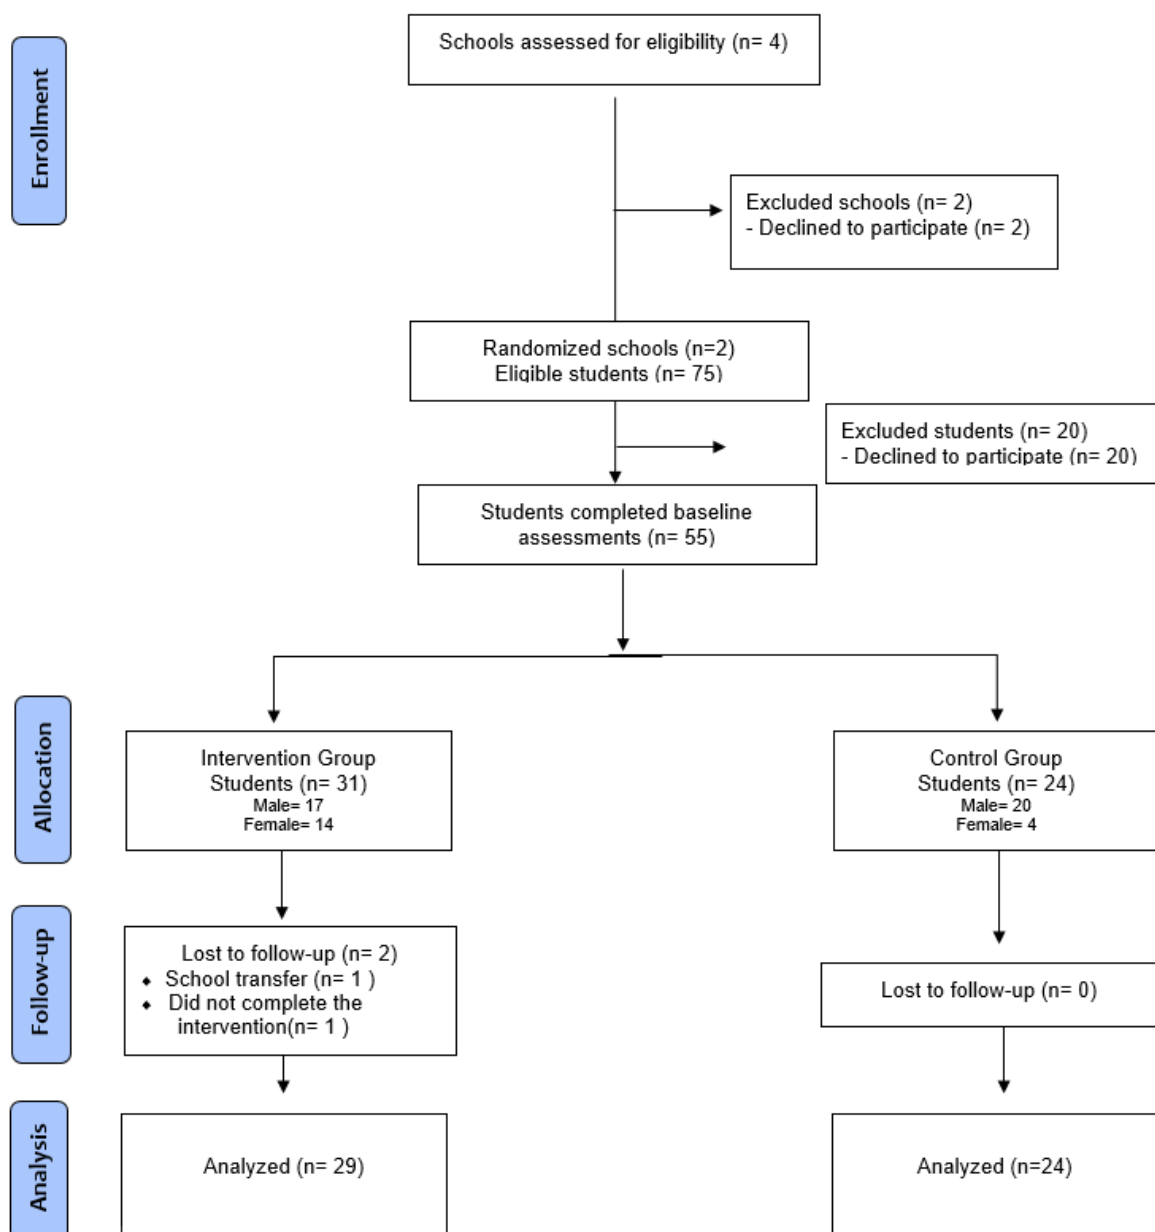 Enrollment
Schools assessed for eligibility (n= 4)
Excluded schools (n= 2)
- Declined to participate (n= 2)
Randomized schools (n=2)
Eligible students (n= 75)
Excluded students (n= 20)
- Declined to participate (n= 20)
Students completed baseline
assessments (n= 55)
Allocation
Intervention Group
Students (n= 31)
Male= 17
Female= 14
Control Group
Students (n= 24)
Male= 20
Female= 4
Follow-up
Lost to follow-up (n= 2)
⬥ School transfer (n= 1 )
⬥ Did not complete the
intervention(n= 1 )
Lost to follow-up (n= 0)
Analysis
Analyzed (n= 29)
Analyzed (n=24)